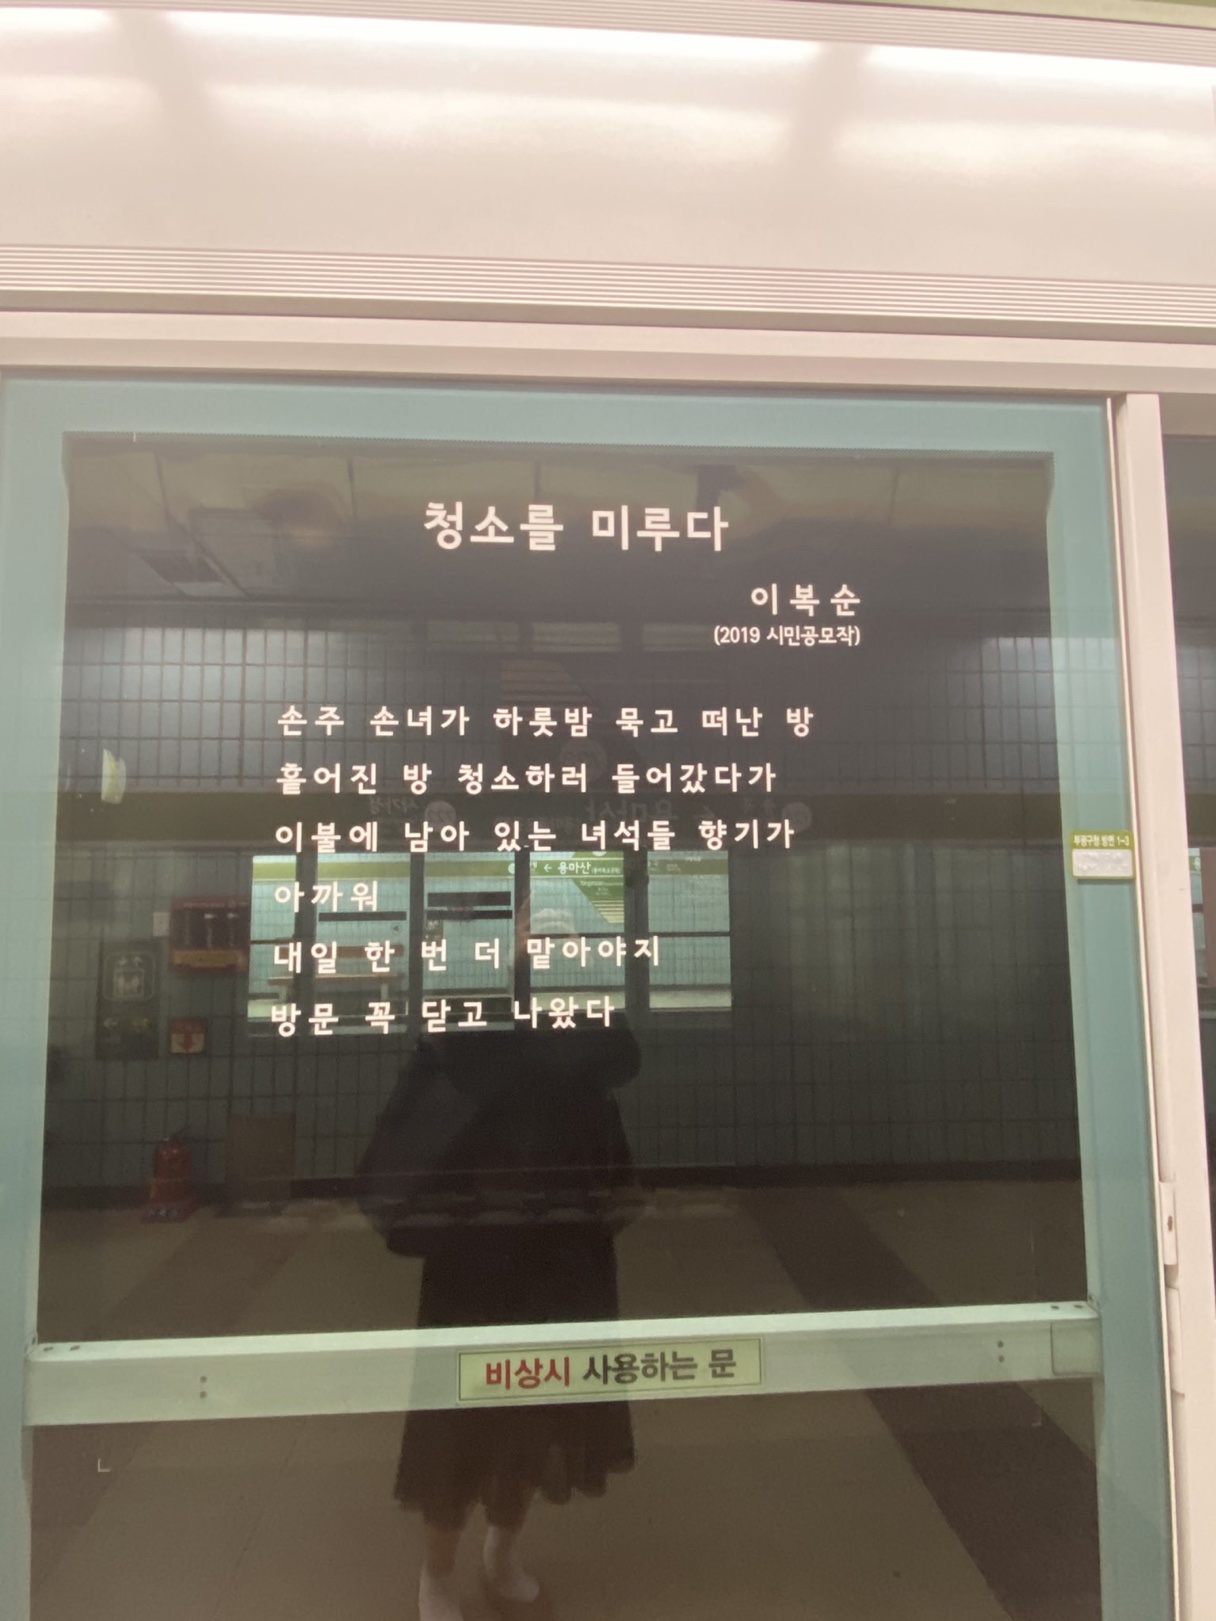 청소를 미루다
이복순
(2019 시민공모작)
손주 손녀가 하룻밤 묵고 떠난 방
흩어진 방 청소하러 들어갔다가
이불에 남아 있는 녀석들 향기가
아까워
내일 한 번 더 맡아야지
방문 꼭 닫고 나왔다
← 용마산
비상시 사용하는 문